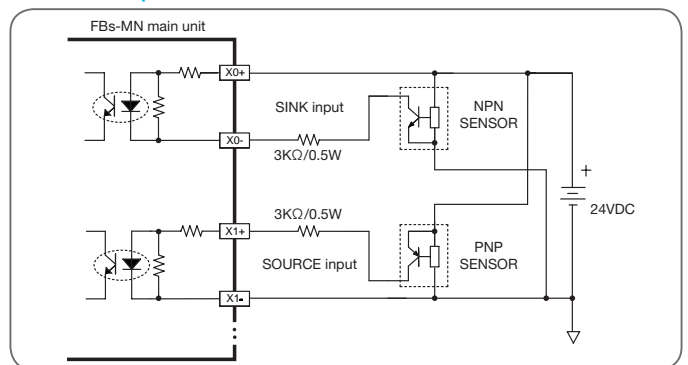 FBs-MN main unit
X0+
SINK input
NPN
SENSOR
X0-
3KΩ/0.5W
+
24VDC
3KΩ/0.5W
X1+
SOURCE input
PNP
SENSOR
X1-